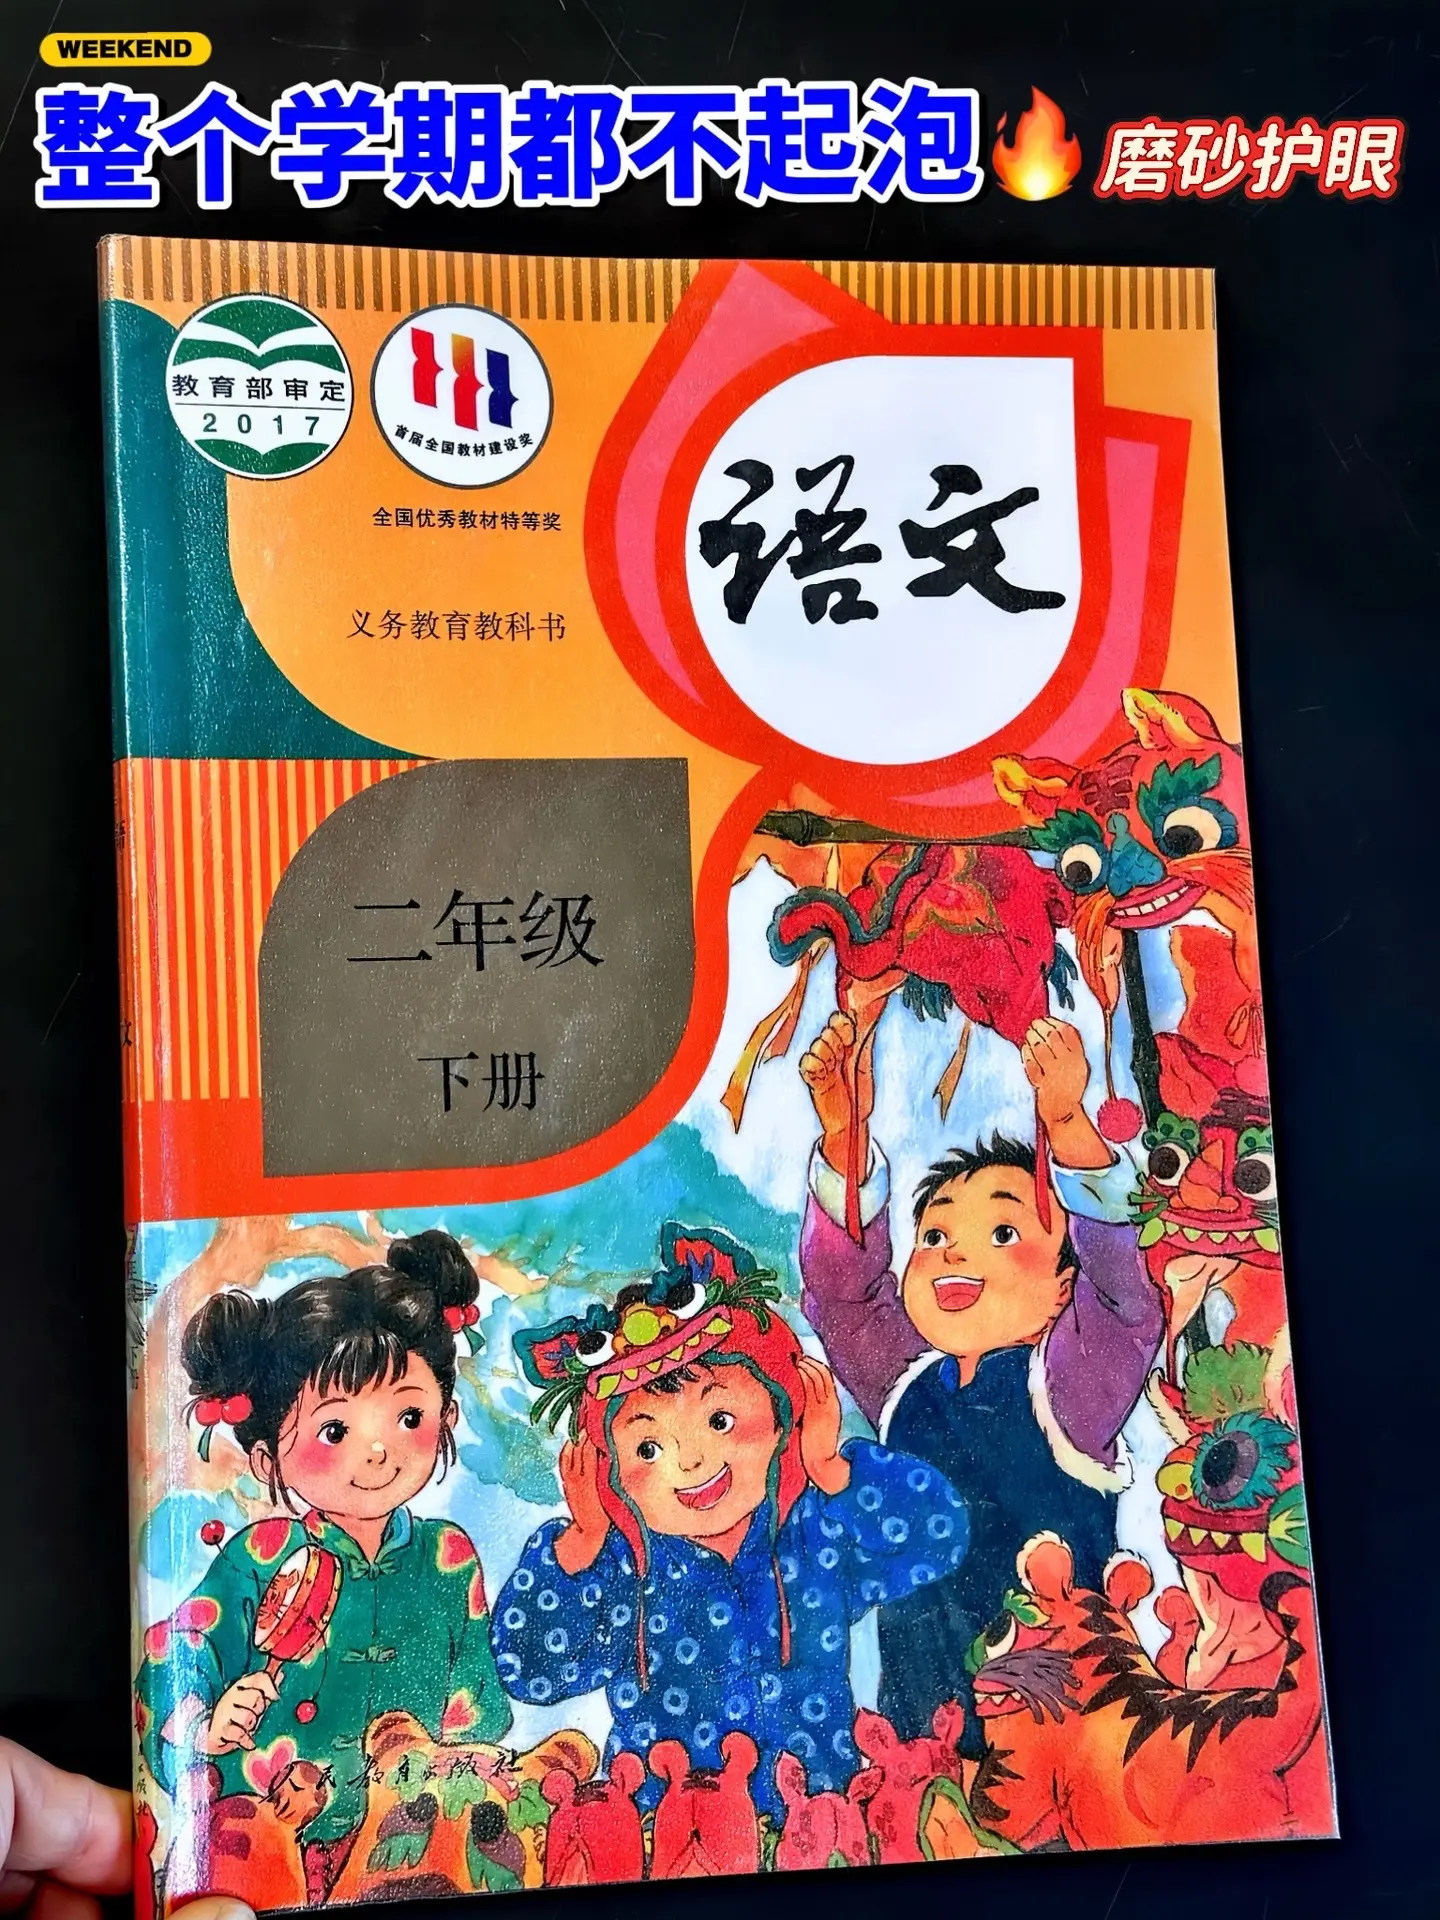 WEEKEND
整个学期都不起泡 磨砂护眼
教育部审定
2017
首届全国教材建设奖
全国优秀教材特等奖
义务教育教科书
语文
二年级
下册
人民教育出版社